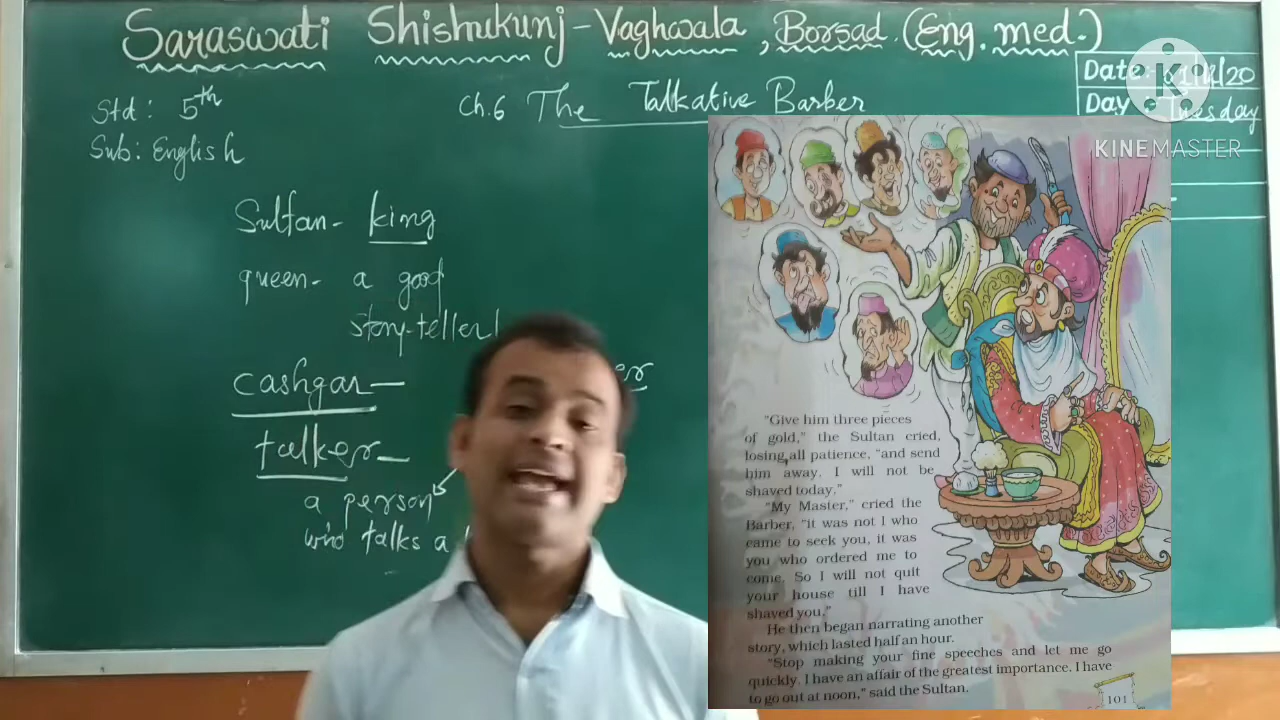 Saraswati Shishukunj-Vaghwala, Borsad. (Eng. med.)
Date:- /20
Day Tuesday
Std: 5th
Ch.6 The Talkative Barber
Sub: English
KINEMASTER
Sultan- king
queen- a good
story-teller
cashgar—
talker—
a person
who talks a
"Give him three pieces
of gold," the Sultan cried,
losing all patience, "and send
him away. I will not be
shaved today."
"My Master," cried the
Barber, "it was not I who
came to seek you, it was
you who ordered me to
come. So I will not quit
your house till I have
shaved you."
He then began narrating another
story, which lasted half an hour.
"Stop making your fine speeches and let me go
quickly. I have an affair of the greatest importance. I have
to go out at noon," said the Sultan.
101